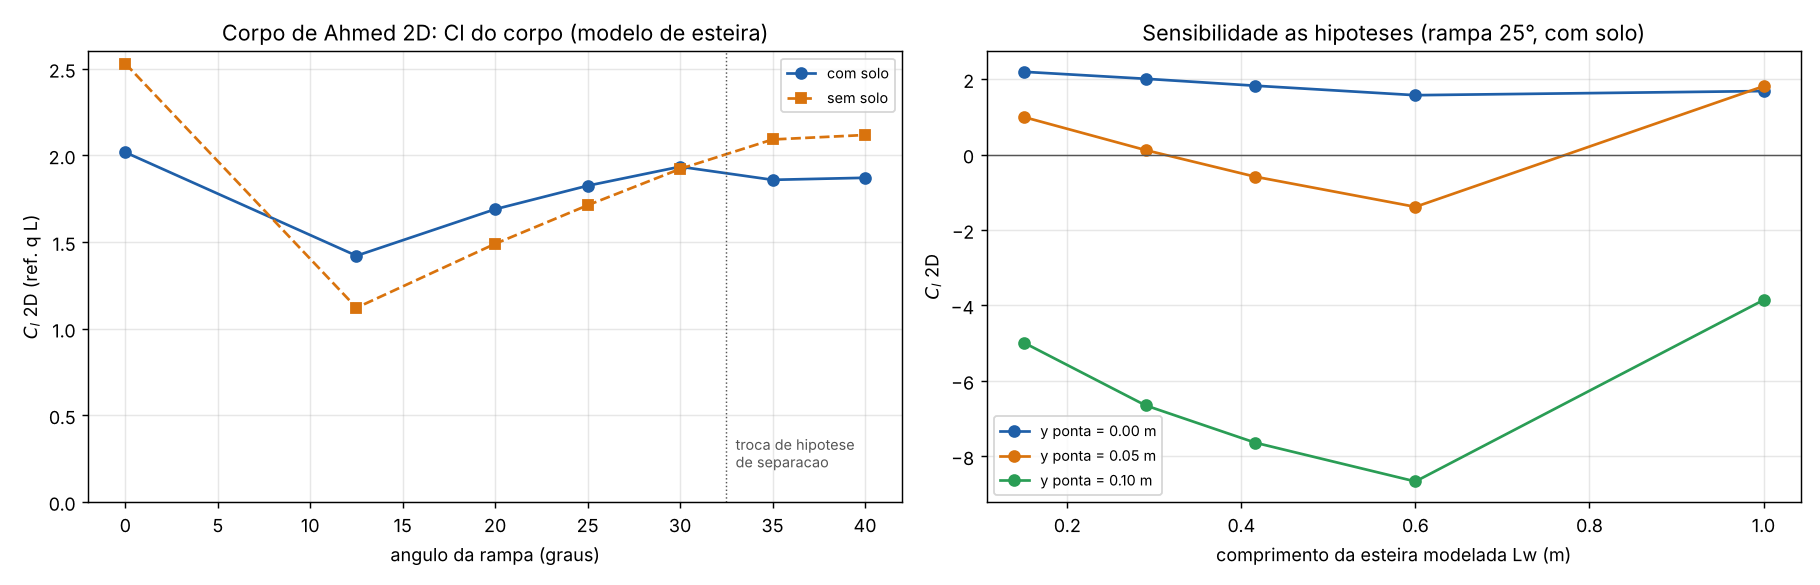 Corpo de Ahmed 2D: Cl do corpo (modelo de esteira)
com solo
sem solo
troca de hipotese
de separacao
2.5
2.0
1.5
1.0
0.5
0.0
C_l 2D (ref. q L)
0 5 10 15 20 25 30 35 40
angulo da rampa (graus)
Sensibilidade as hipoteses (rampa 25°, com solo)
2
0
−2
−4
−6
−8
C_l 2D
y ponta = 0.00 m
y ponta = 0.05 m
y ponta = 0.10 m
0.2 0.4 0.6 0.8 1.0
comprimento da esteira modelada Lw (m)